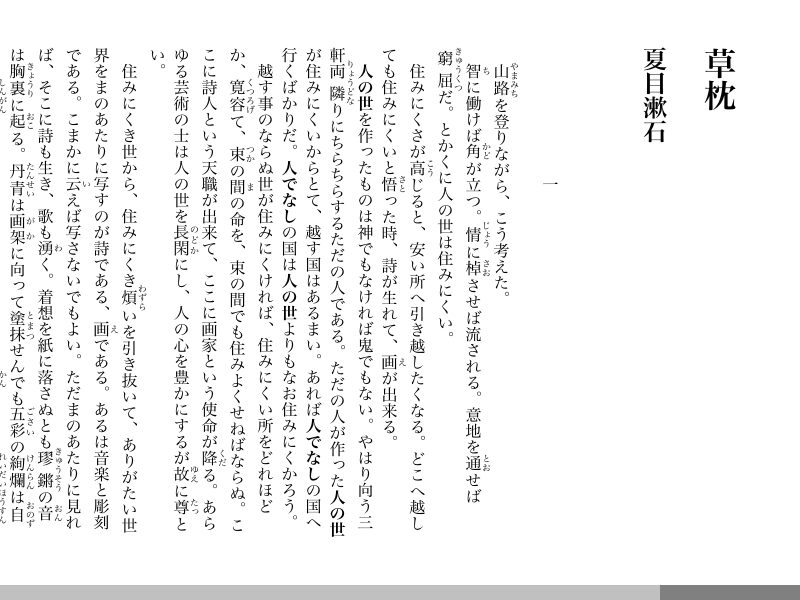 草枕
夏目漱石
一
山路を登りながら、こう考えた。
智に働けば角が立つ。情に棹させば流される。意地を通せば
窮屈だ。とかくに人の世は住みにくい。
住みにくさが高じると、安い所へ引き越したくなる。どこへ越し
ても住みにくいと悟った時、詩が生れて、画が出来る。
人の世を作ったものは神でもなければ鬼でもない。やはり向う三
軒両隣りにちらちらするただの人である。ただの人が作った人の世
が住みにくいからとて、越す国はあるまい。あれば人でなしの国へ
行くばかりだ。人でなしの国は人の世よりもなお住みにくかろう。
越す事のならぬ世が住みにくければ、住みにくい所をどれほど
か、寛容て、束の間の命を、束の間でも住みよくせねばならぬ。こ
こに詩人という天職が出来て、ここに画家という使命が降る。あら
ゆる芸術の士は人の世を長閑にし、人の心を豊かにするが故に尊と
い。
住みにくき世から、住みにくき煩いを引き抜いて、ありがたい世
界をまのあたりに写すのが詩である、画である。あるは音楽と彫刻
である。こまかに云えば写さないでもよい。ただまのあたりに見れ
ば、そこに詩も生き、歌も湧く。着想を紙に落さぬとも璆鏘の音
は胸裏に起る。丹青は画架に向って塗抹せんでも五彩の絢爛は自